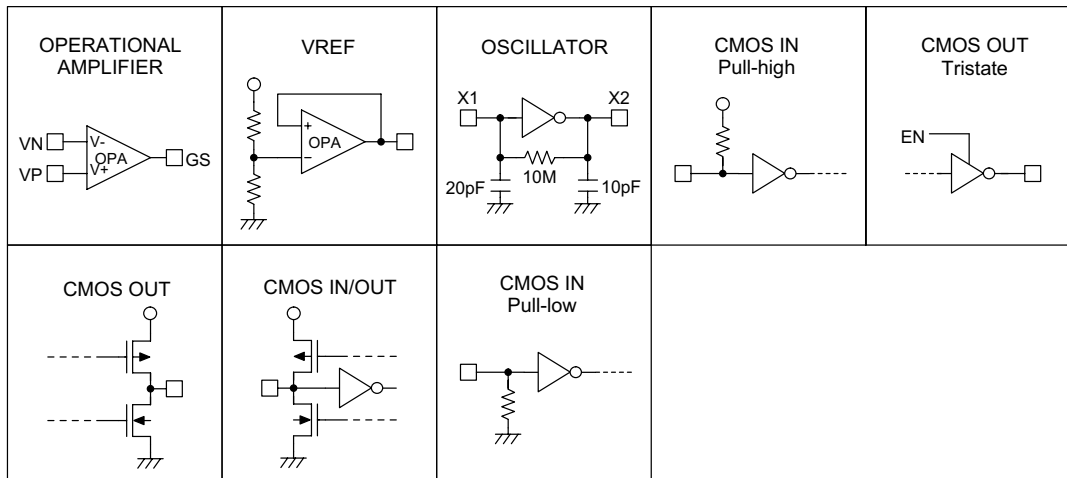 OPERATIONAL
AMPLIFIER
VN
V-
OPA
VP
V+
GS
VREF
+
OPA
−
OSCILLATOR
X1
X2
10M
20pF
10pF
CMOS IN
Pull-high
CMOS OUT
Tristate
EN
CMOS OUT
CMOS IN/OUT
CMOS IN
Pull-low